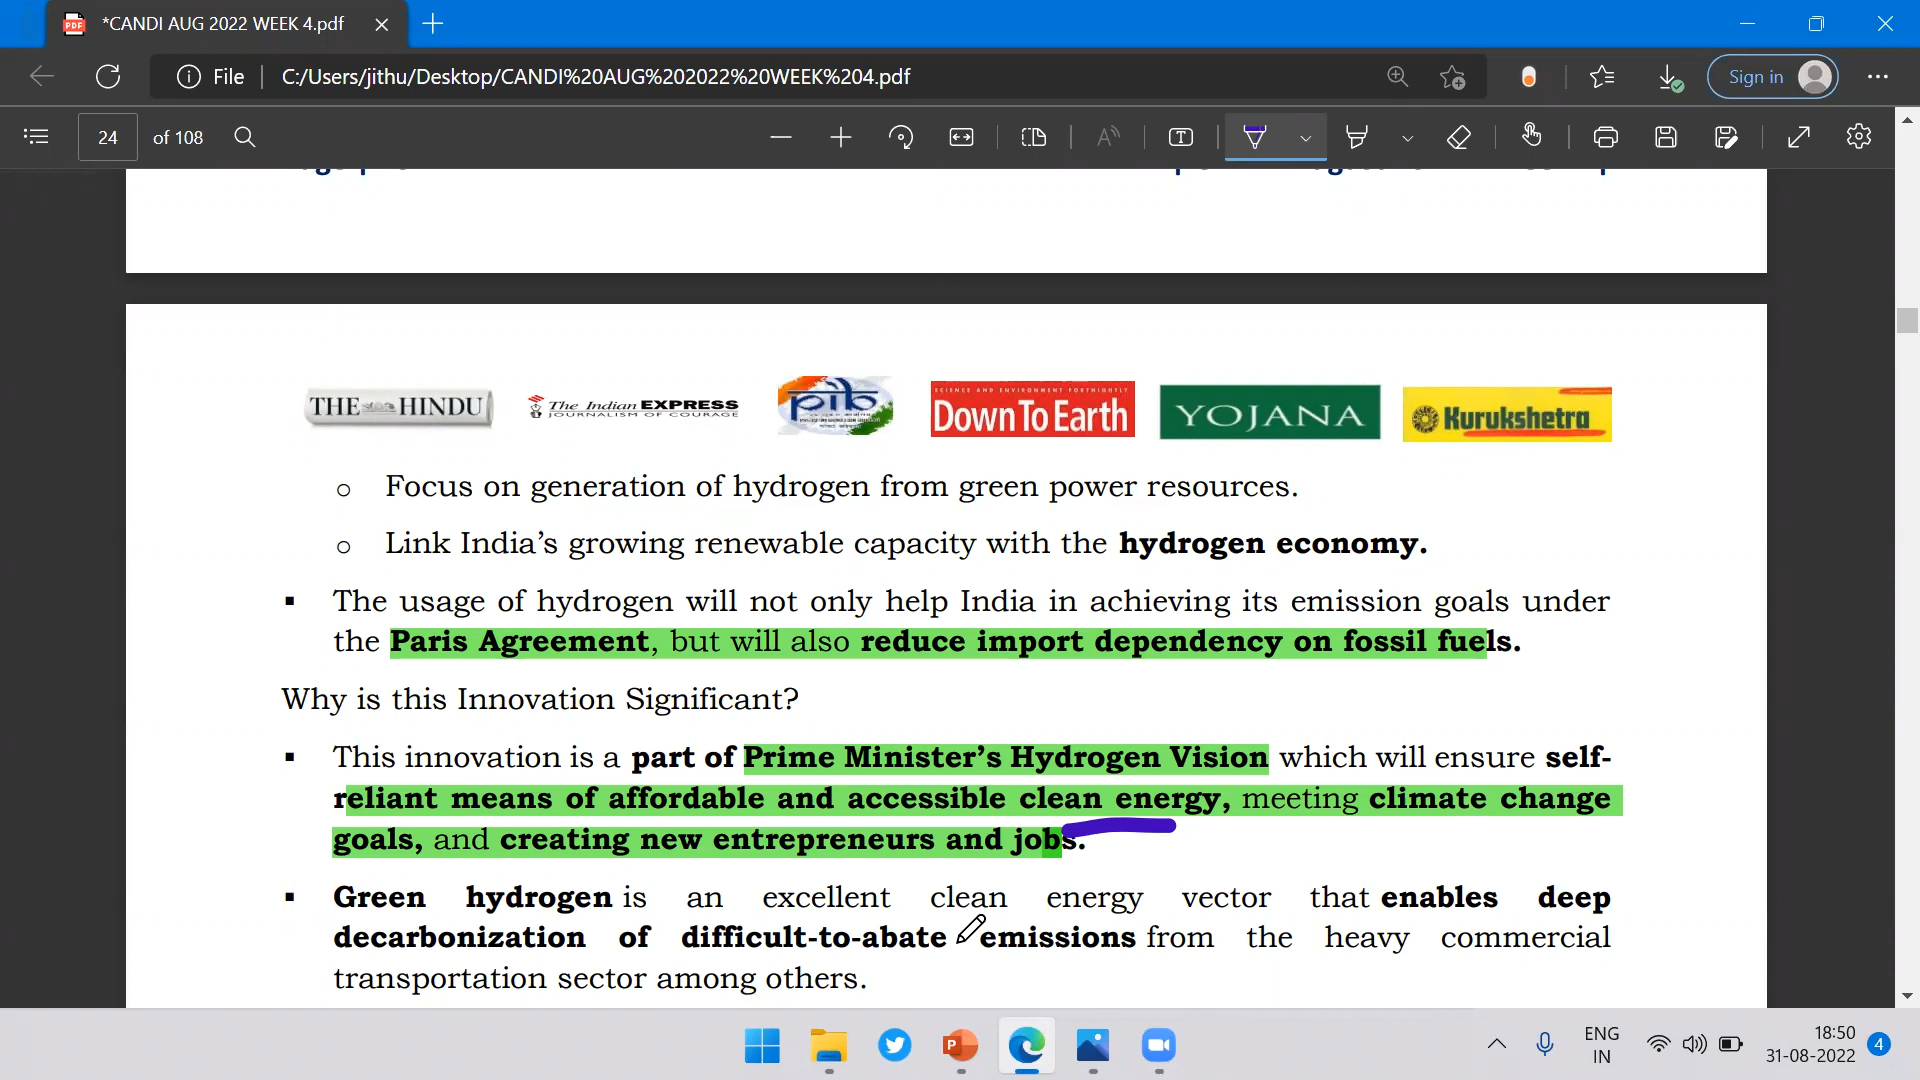 *CANDI AUG 2022 WEEK 4.pdf
File C:/Users/jithu/Desktop/CANDI%20AUG%202022%20WEEK%204.pdf Sign in
24 of 108
THE HINDU The Indian EXPRESS pib SCIENCE AND ENVIRONMENT FORTNIGHTLY Down To Earth YOJANA Kurukshetra
JOURNALISM OF COURAGE
o Focus on generation of hydrogen from green power resources.
o Link India’s growing renewable capacity with the hydrogen economy.
▪ The usage of hydrogen will not only help India in achieving its emission goals under
the Paris Agreement, but will also reduce import dependency on fossil fuels.
Why is this Innovation Significant?
▪ This innovation is a part of Prime Minister’s Hydrogen Vision which will ensure self-
reliant means of affordable and accessible clean energy, meeting climate change
goals, and creating new entrepreneurs and jobs.
▪ Green hydrogen is an excellent clean energy vector that enables deep
decarbonization of difficult-to-abate emissions from the heavy commercial
transportation sector among others.
ENG 18:50
IN 31-08-2022 4